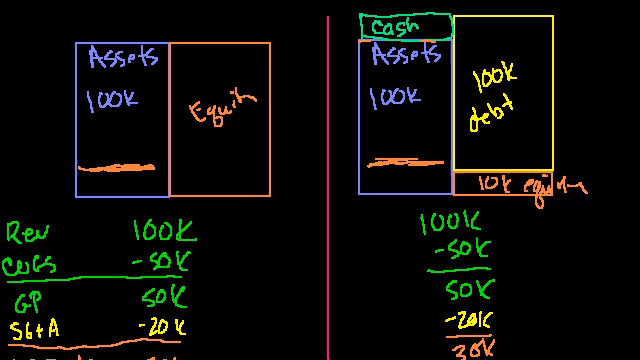 Assets
100K
Equity
Rev 100K
COGS -50K
GP 50K
SG+A -20K
Cash
Assets
100K
100K
debt
10K equity
100K
-50K
50K
-20K
30K